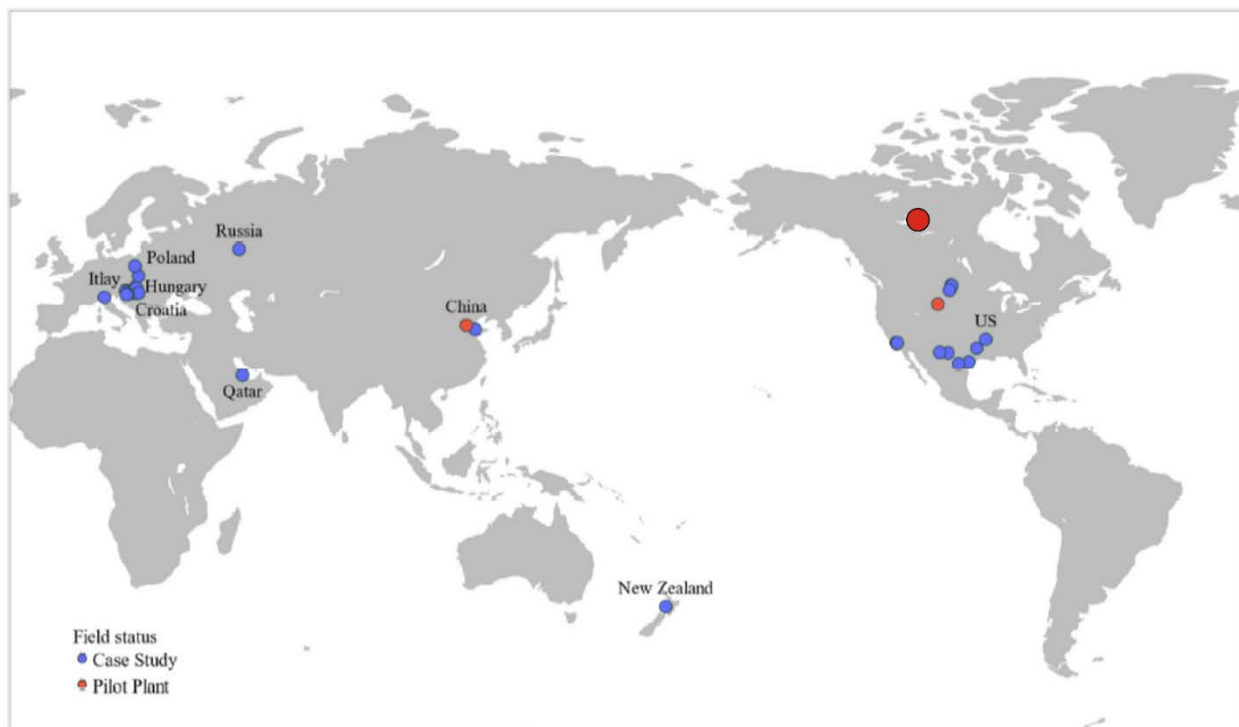 Russia
Poland
Itlay
Hungary
Croatia
China
US
Qatar
New Zealand
Field status
Case Study
Pilot Plant